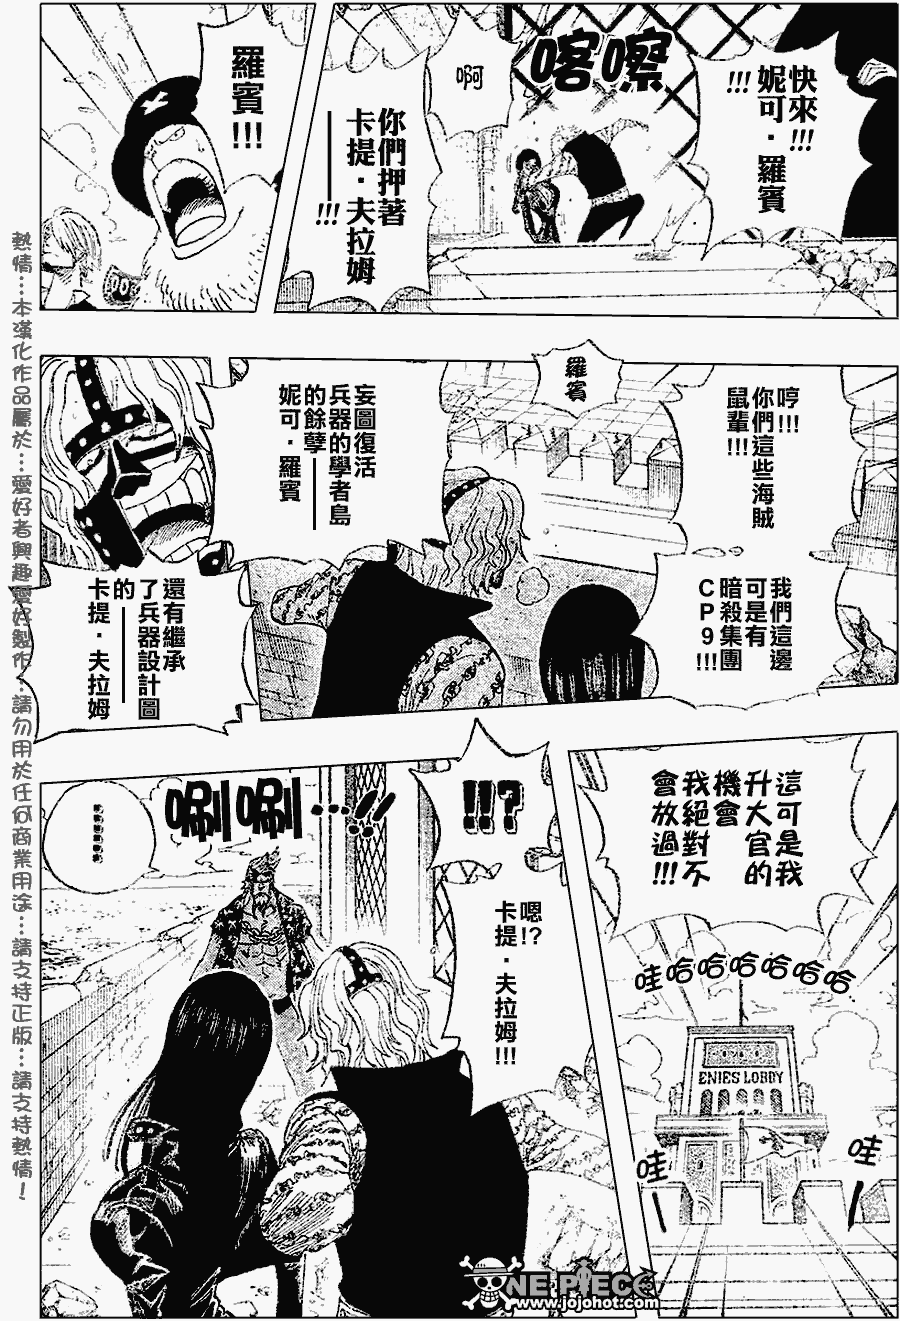 快來!!!
妮可．羅賓
!!!
喀嚓
啊
你們押著
卡提．夫拉姆
——!!!
羅賓!!!
哼!!!
你們這些海賊
鼠輩!!!
羅賓
我們這邊
可是有
暗殺集團
CP9!!!
妄圖復活
兵器的學者島
的餘孽——
妮可．羅賓
還有繼承
了兵器設計圖
的——
卡提．夫拉姆
這可是我
升大官的
機會
我絕對不
會放過!!!
哇哈哈哈哈哈哈
ENIES LOBBY
哇
哇
!!?
嗯!?
卡提．夫拉姆!!!
唰唰…!!
………
熱情…本漢化作品屬於…愛好者興趣愛好製作…請勿用於任何商業用途…請支持正版…請支持熱情！
ONE PIECE
www.jojohot.com